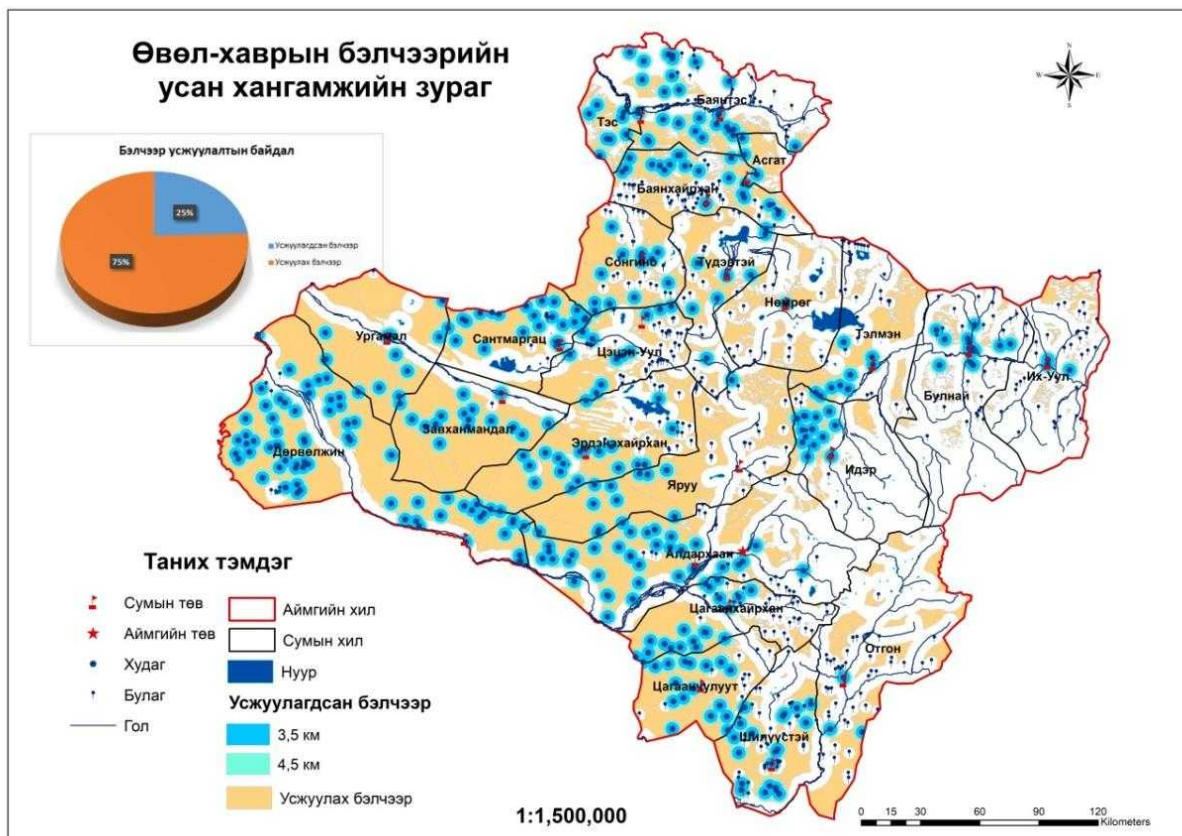 Өвөл-хаврын бэлчээрийн
усан хангамжийн зураг
Бэлчээр усжуулалтын байдал
25%
75%
Усжуулагдсан бэлчээр
Усжуулах бэлчээр
N
W
E
S
Баянтэс
Тэс
Асгат
Баянхайрхан
Сонгино
Түдэвтэй
Нөмрөг
Тэлмэн
Ургамал
Сантмаргац
Цэцэн-Уул
Их-Уул
Булнай
Завханмандал
Эрдэнэхайрхан
Дөрвөлжин
Идэр
Яруу
Алдархаан
Цагаанхайрхан
Отгон
Цагаанчулуут
Шилүүстэй
Таних тэмдэг
Сумын төв
Аймгийн төв
Худаг
Булаг
Гол
Аймгийн хил
Сумын хил
Нуур
Усжуулагдсан бэлчээр
3,5 км
4,5 км
Усжуулах бэлчээр
1:1,500,000
0 15 30 60 90 120
Kilometers